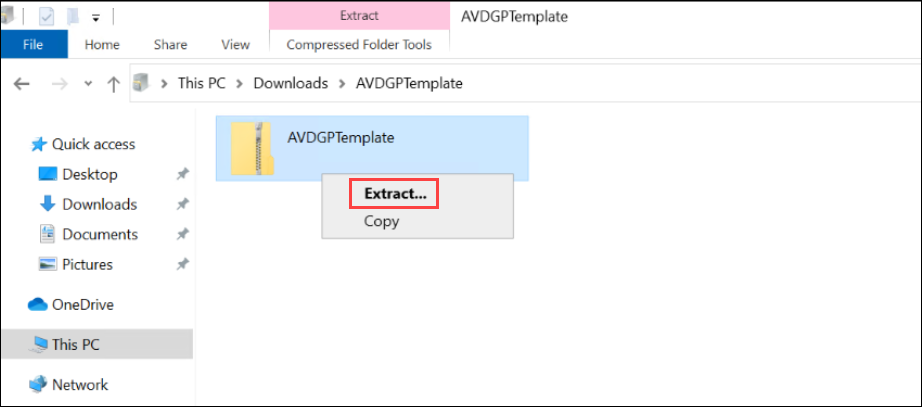 Extract
AVDGPTemplate
File
Home
Share
View
Compressed Folder Tools
This PC
Downloads
AVDGPTemplate
Quick access
Desktop
Downloads
Documents
Pictures
OneDrive
This PC
Network
AVDGPTemplate
Extract...
Copy